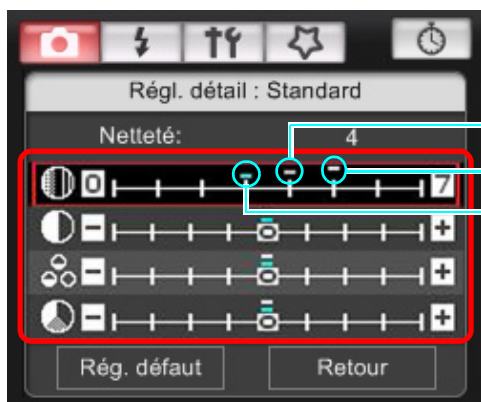 Régl. détail : Standard
Netteté: 4
0 7
- +
- +
- +
Rég. défaut Retour